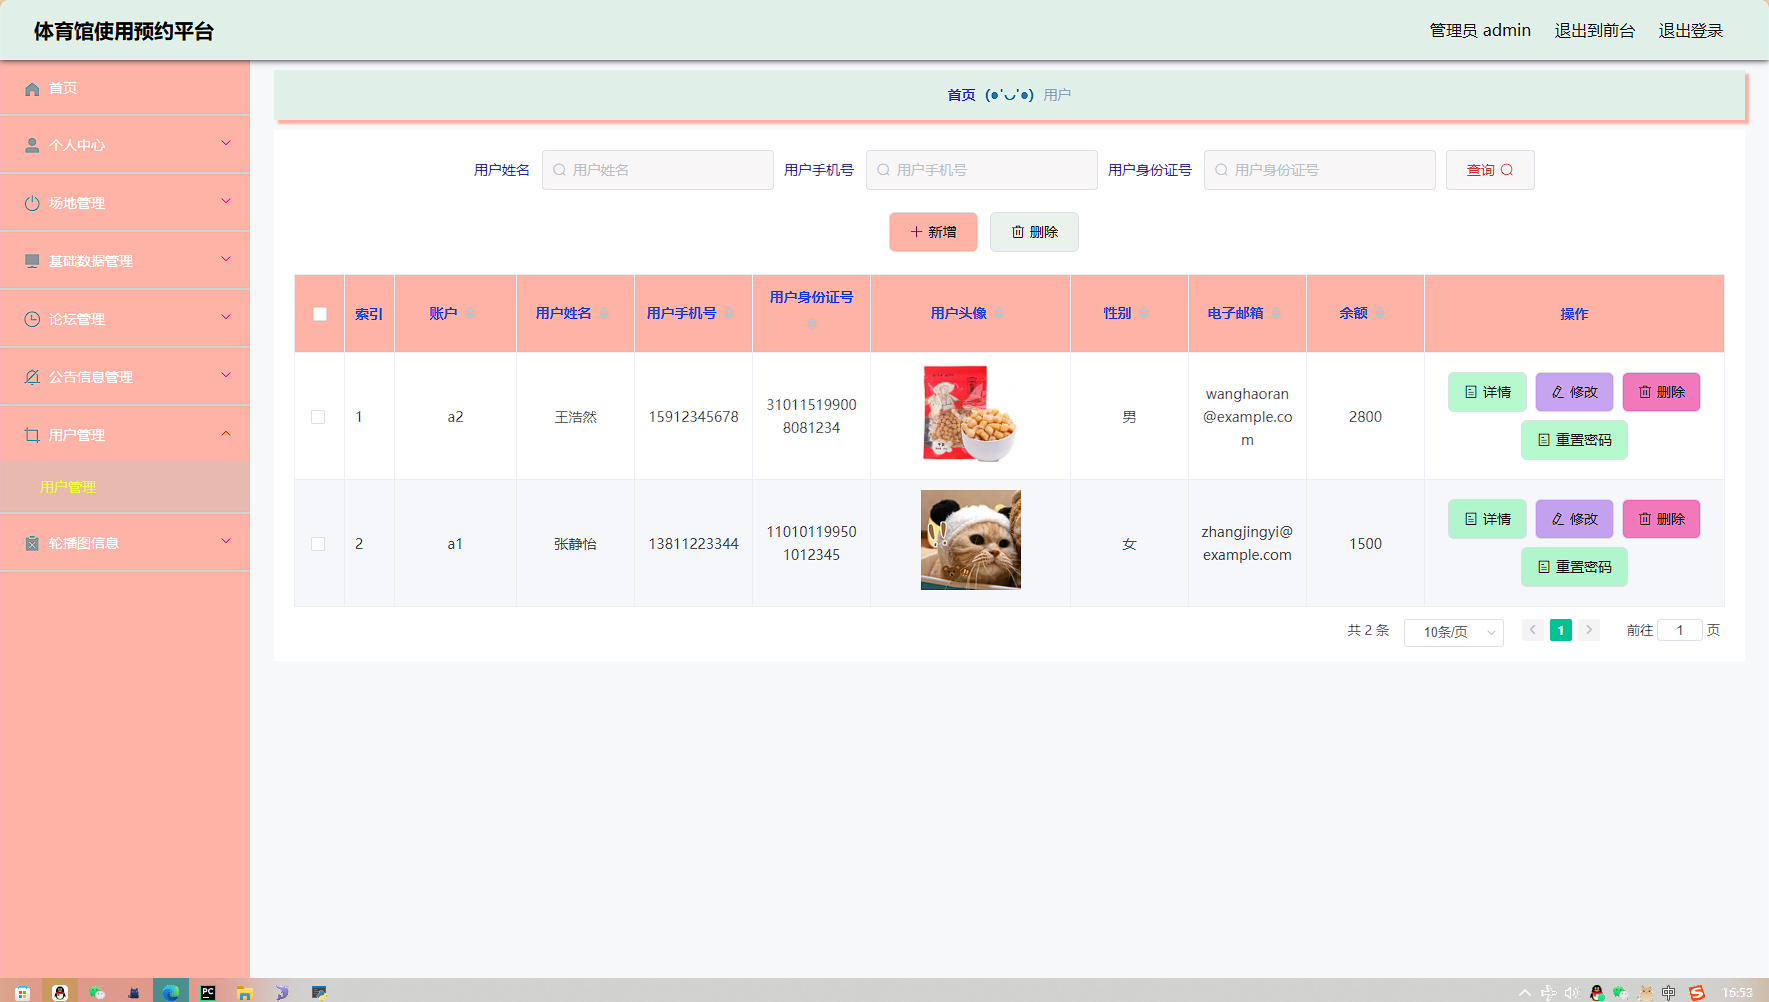 体育馆使用预约平台
管理员 admin 退出到前台 退出登录
首页
个人中心
场地管理
基础数据管理
论坛管理
公告信息管理
用户管理
用户管理
轮播图信息
首页 (●'◡'●) 用户
用户姓名 用户姓名 用户手机号 用户手机号 用户身份证号 用户身份证号 查询
新增 删除
索引 账户 用户姓名 用户手机号 用户身份证号 用户头像 性别 电子邮箱 余额 操作
1 a2 王浩然 15912345678 31011519900 男 wanghaoran 2800 详情 修改 删除
8081234 @example.co
m
重置密码
2 a1 张静怡 13811223344 11010119950 女 zhangjingyi@ 1500 详情 修改 删除
1012345 example.com
重置密码
共 2 条 10条/页 1 前往 1 页
PC 中 16:53